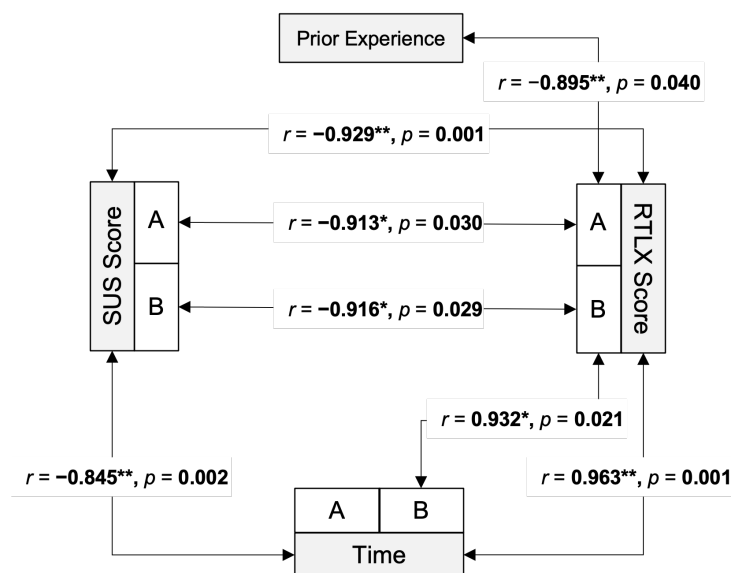 Prior Experience
r = −0.895**, p = 0.040
r = −0.929**, p = 0.001
SUS Score
A
r = −0.913*, p = 0.030
A
RTLX Score
B
r = −0.916*, p = 0.029
B
r = 0.932*, p = 0.021
r = −0.845**, p = 0.002
r = 0.963**, p = 0.001
A
B
Time